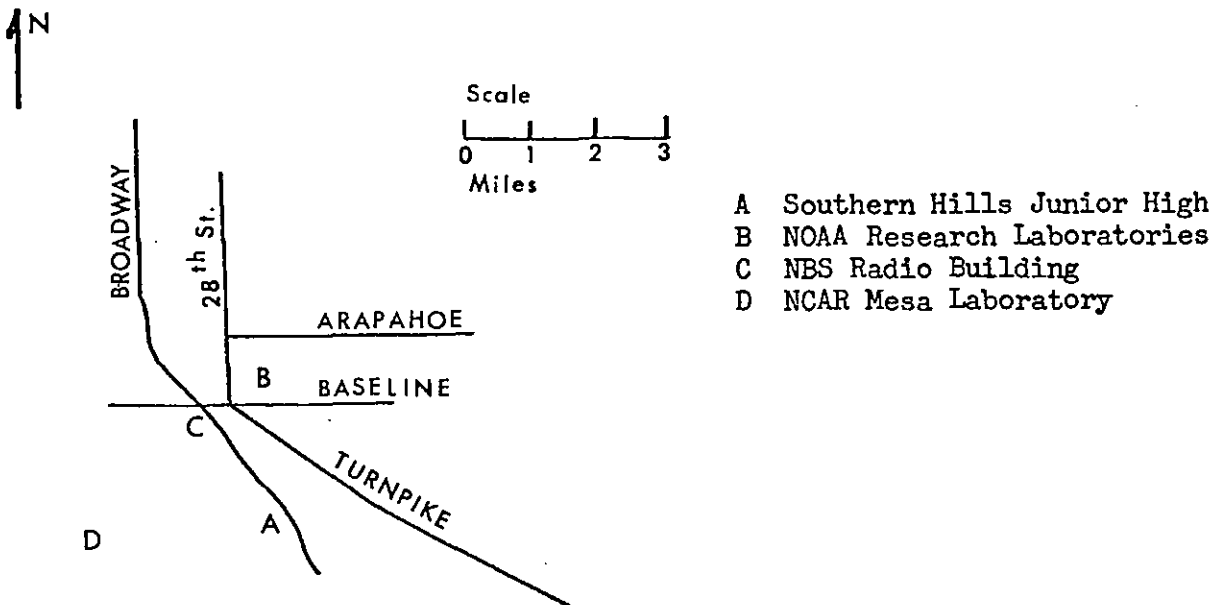 N
Scale
0 1 2 3
Miles
BROADWAY
28th St.
A Southern Hills Junior High
B NOAA Research Laboratories
C NBS Radio Building
D NCAR Mesa Laboratory
ARAPAHOE
B
BASELINE
C
TURNPIKE
A
D